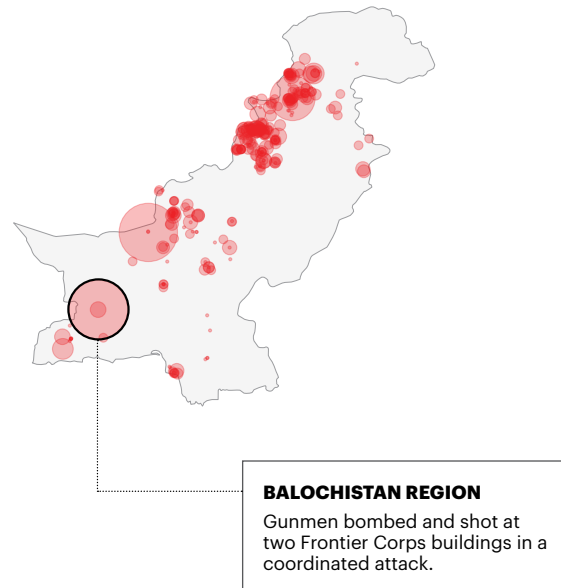 BALOCHISTAN REGION
Gunmen bombed and shot at
two Frontier Corps buildings in a
coordinated attack.